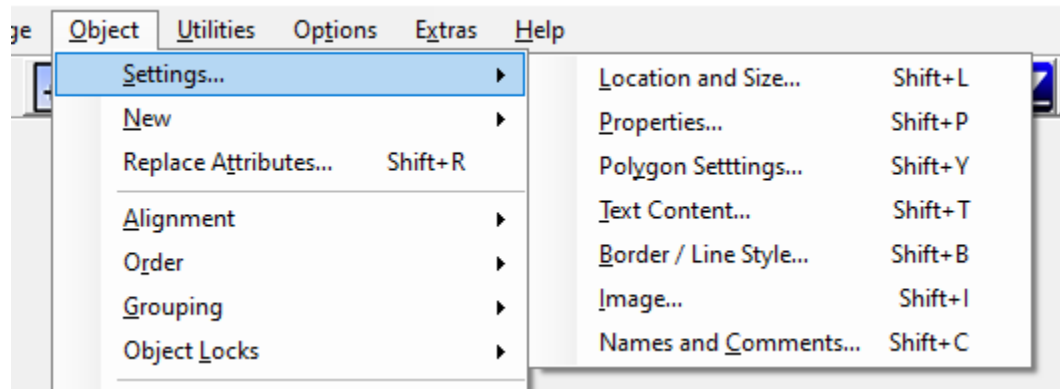 ge Object Utilities Options Extras Help
Settings...
New
Replace Attributes... Shift+R
Alignment
Order
Grouping
Object Locks
Location and Size... Shift+L
Properties... Shift+P
Polygon Setttings... Shift+Y
Text Content... Shift+T
Border / Line Style... Shift+B
Image... Shift+I
Names and Comments... Shift+C